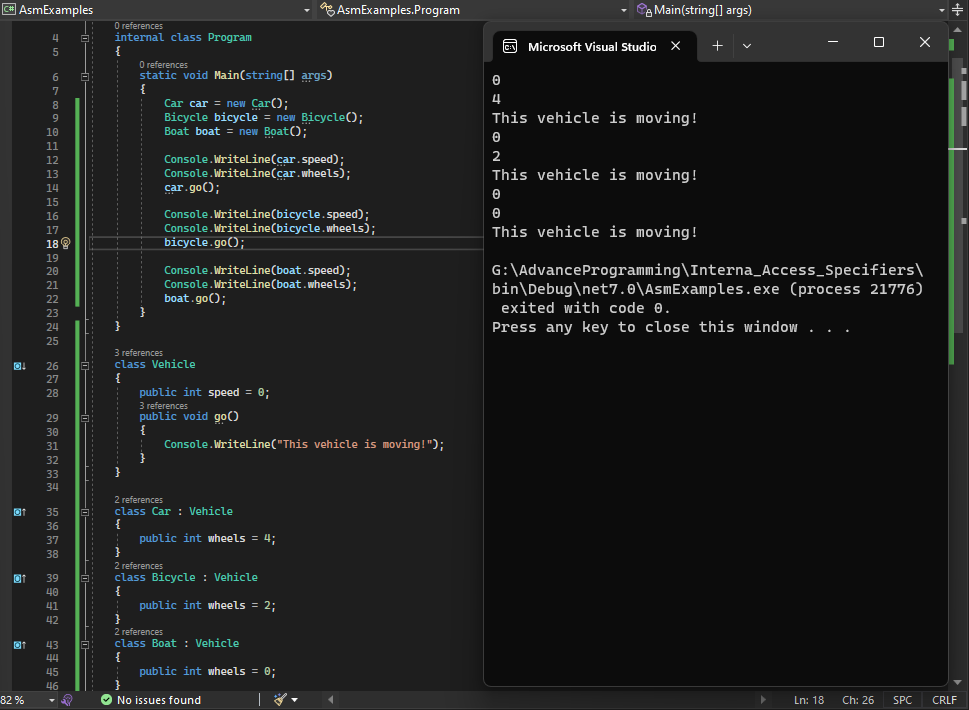 AsmExamples
AsmExamples.Program
Main(string[] args)
0 references
4 internal class Program
5 {
0 references
6 static void Main(string[] args)
7 {
8 Car car = new Car();
9 Bicycle bicycle = new Bicycle();
10 Boat boat = new Boat();
11
12 Console.WriteLine(car.speed);
13 Console.WriteLine(car.wheels);
14 car.go();
15
16 Console.WriteLine(bicycle.speed);
17 Console.WriteLine(bicycle.wheels);
18 bicycle.go();
19
20 Console.WriteLine(boat.speed);
21 Console.WriteLine(boat.wheels);
22 boat.go();
23 }
24 }
25
3 references
26 class Vehicle
27 {
28 public int speed = 0;
3 references
29 public void go()
30 {
31 Console.WriteLine("This vehicle is moving!");
32 }
33 }
34
2 references
35 class Car : Vehicle
36 {
37 public int wheels = 4;
38 }
2 references
39 class Bicycle : Vehicle
40 {
41 public int wheels = 2;
42 }
2 references
43 class Boat : Vehicle
44 {
45 public int wheels = 0;
46 }
Microsoft Visual Studio
0
4
This vehicle is moving!
0
2
This vehicle is moving!
0
0
This vehicle is moving!
G:\AdvanceProgramming\Interna_Access_Specifiers\
bin\Debug\net7.0\AsmExamples.exe (process 21776)
exited with code 0.
Press any key to close this window . . .
82 %
No issues found
Ln: 18
Ch: 26
SPC
CRLF